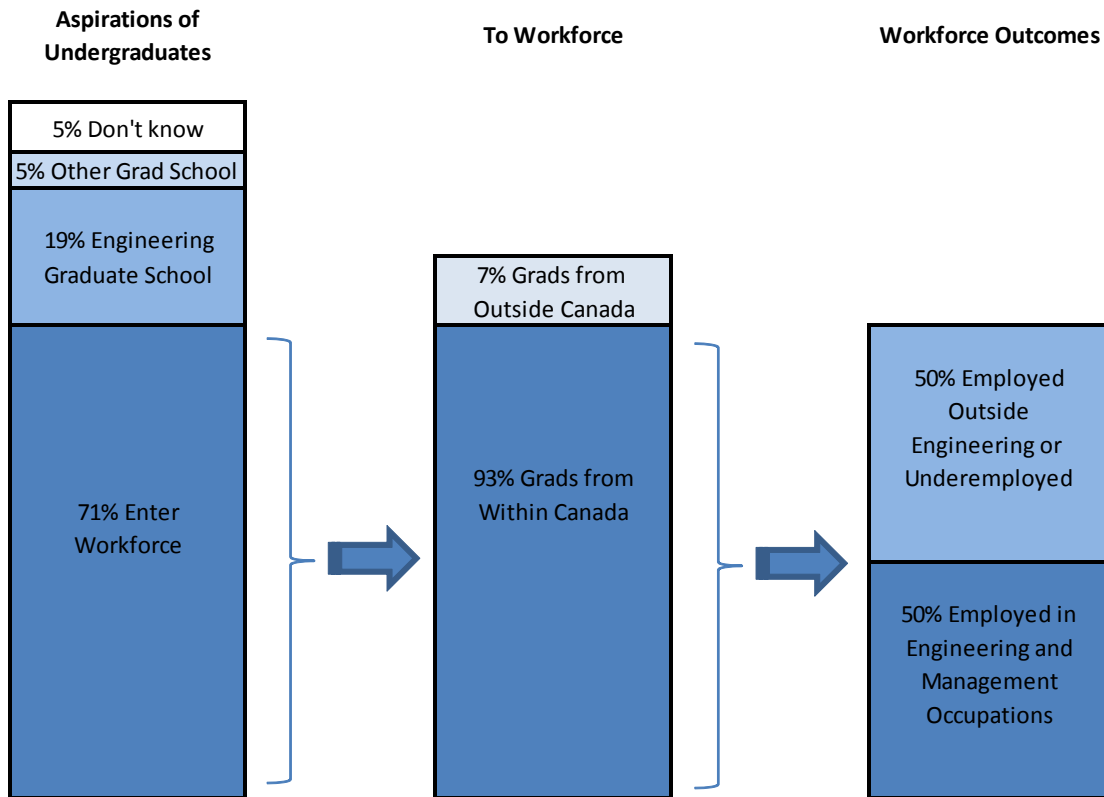 Aspirations of
Undergraduates
To Workforce
Workforce Outcomes
5% Don't know
5% Other Grad School
19% Engineering
Graduate School
71% Enter
Workforce
7% Grads from
Outside Canada
93% Grads from
Within Canada
50% Employed
Outside
Engineering or
Underemployed
50% Employed in
Engineering and
Management
Occupations